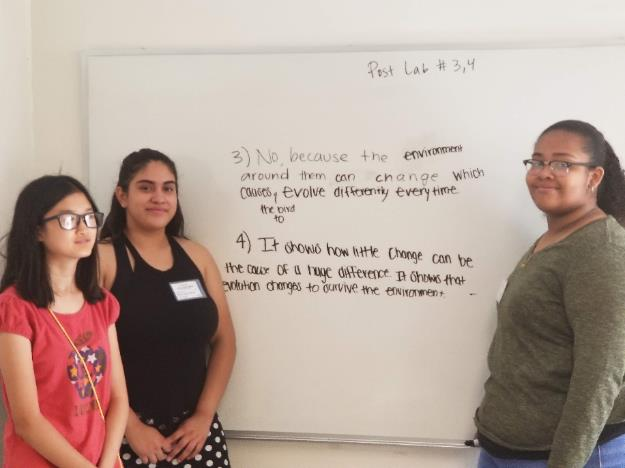 Post Lab # 3,4
3) No, because the environment
around them can change which
causes, evolve differently every time.
the bird
to
4) It shows how little change can be
the cause of a huge difference. It shows that
evolution changes to survive the environment.